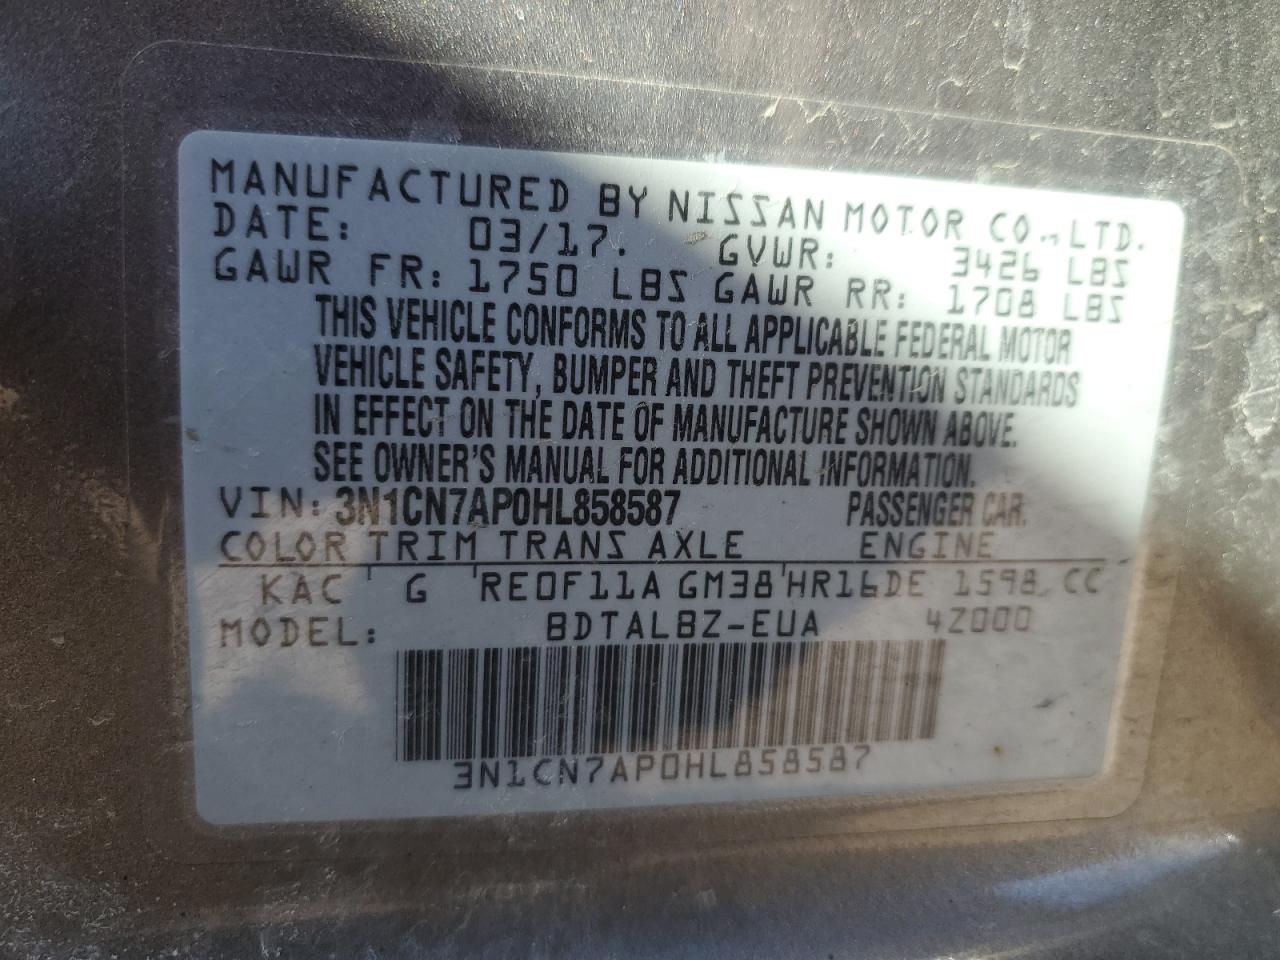 MANUFACTURED BY NISSAN MOTOR CO., LTD.
DATE: 03/17. GVWR: 3426 LBS
GAWR FR: 1750 LBS GAWR RR: 1708 LBS
THIS VEHICLE CONFORMS TO ALL APPLICABLE FEDERAL MOTOR
VEHICLE SAFETY, BUMPER AND THEFT PREVENTION STANDARDS
IN EFFECT ON THE DATE OF MANUFACTURE SHOWN ABOVE.
SEE OWNER'S MANUAL FOR ADDITIONAL INFORMATION.
VIN: 3N1CN7AP0HL858587 PASSENGER CAR.
COLOR TRIM TRANS AXLE ENGINE
KAC G RE0F11A GM38 HR16DE 1598 CC
MODEL: BDTALBZ-EUA 4Z000
3N1CN7AP0HL858587